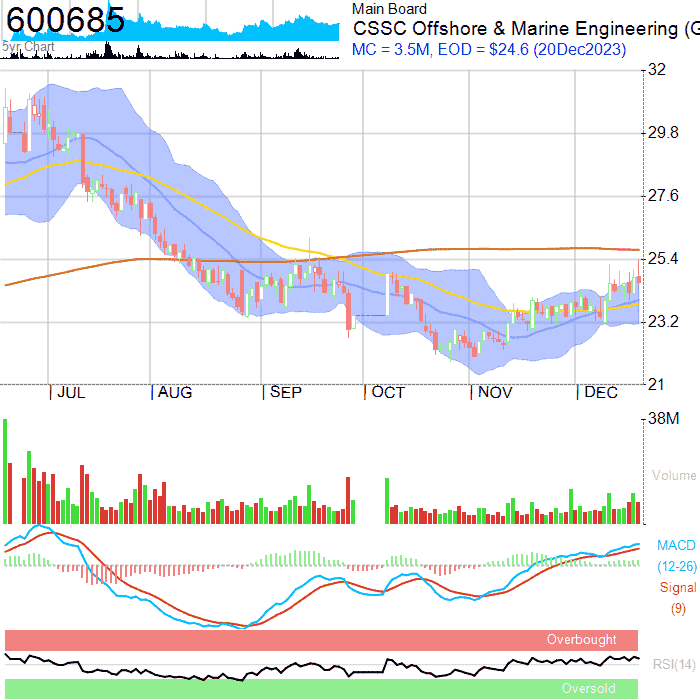 600685
5yr Chart
Main Board
CSSC Offshore & Marine Engineering (G
MC = 3.5M, EOD = $24.6 (20Dec2023)
32
29.8
27.6
25.4
23.2
21
JUL AUG SEP OCT NOV DEC
38M
Volume
MACD
(12-26)
Signal
(9)
Overbought
RSI(14)
Oversold